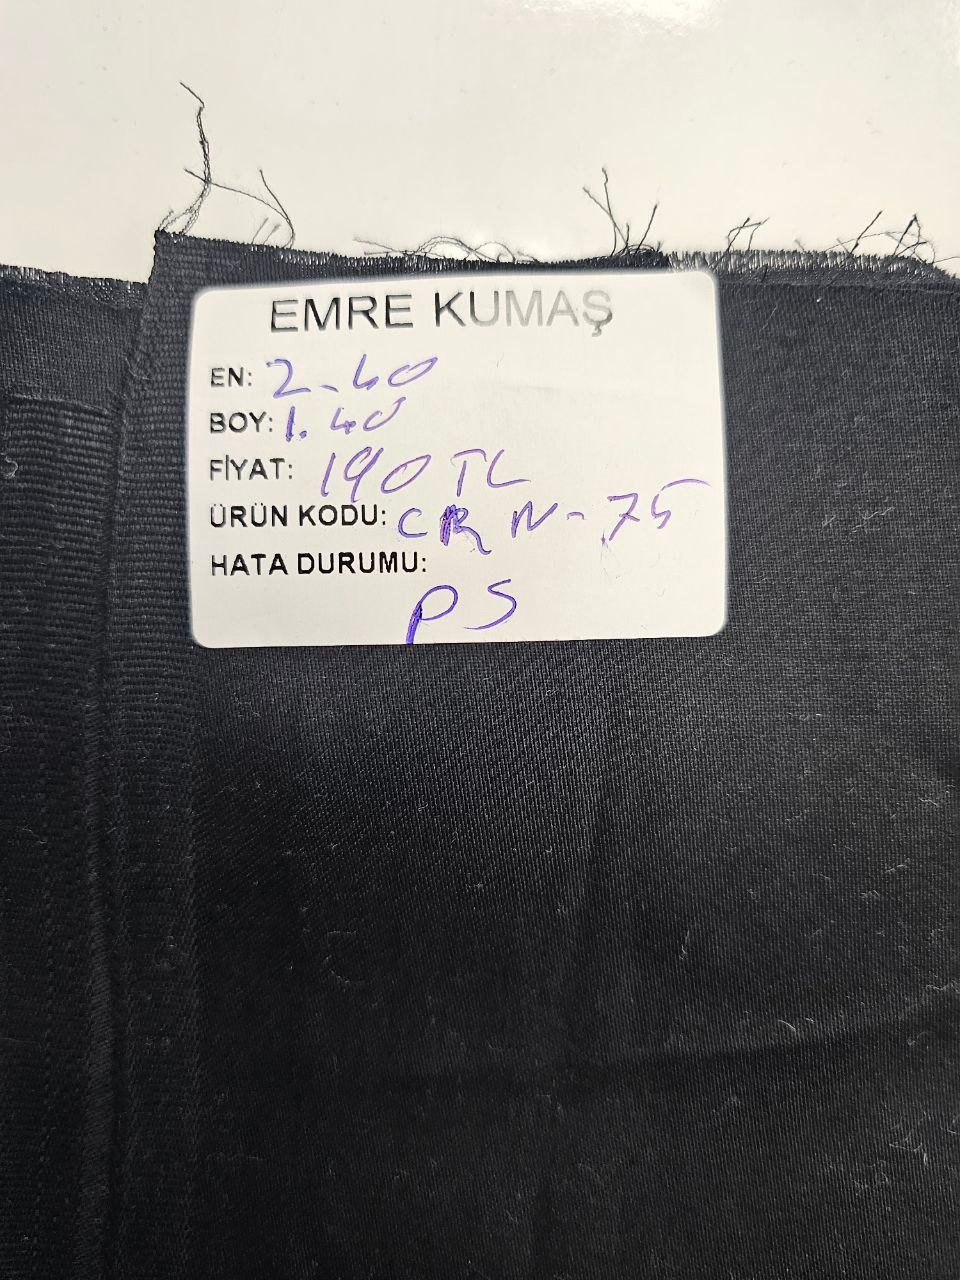 EMRE KUMAŞ
EN: 2-40
BOY: 1.40
FİYAT: 190 TL
ÜRÜN KODU: CRN-75
HATA DURUMU:
PS